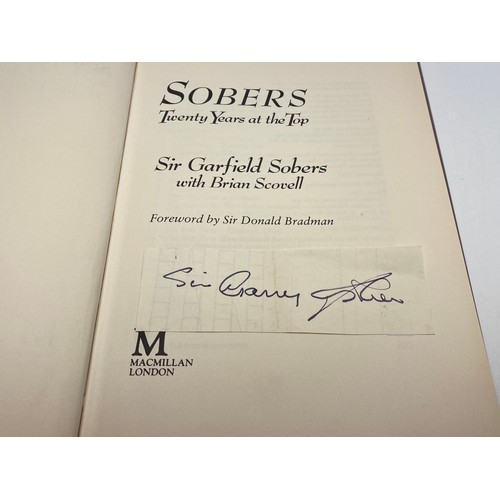 SOBERS
Twenty Years at the Top
Sir Garfield Sobers
with Brian Scovell
Foreword by Sir Donald Bradman
Sir Garry Sobers
M
MACMILLAN
LONDON